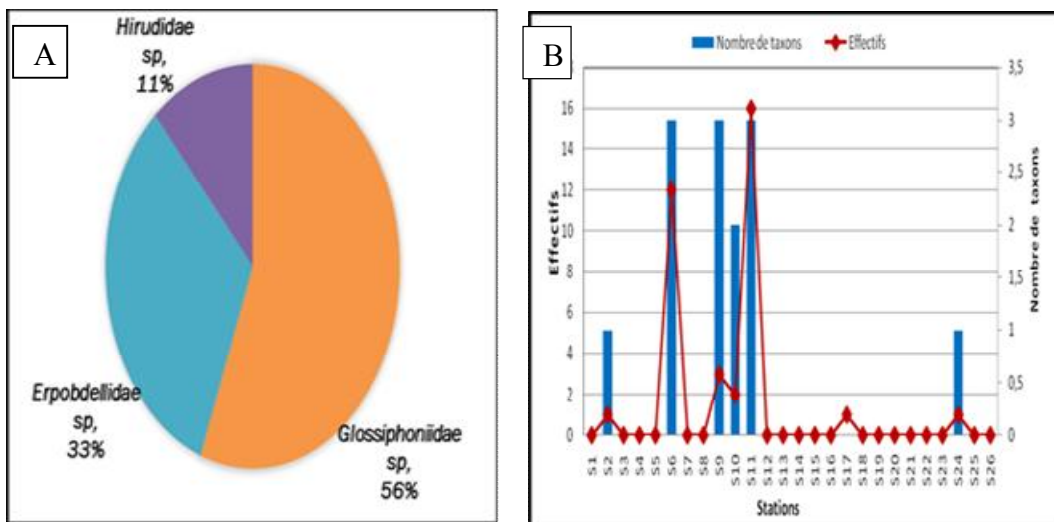 A
Hirudidae
sp,
11%
Erpobdellidae
sp,
33%
Glossiphoniidae
sp,
56%
B
Nombre de taxons Effectifs
16
14
12
10
8
6
4
2
0
Effectifs
3,5
3
2,5
2
1,5
1
0,5
0
Nombre de taxons
S1 S2 S3 S4 S5 S6 S7 S8 S9 S10 S11 S12 S13 S14 S15 S16 S17 S18 S19 S20 S21 S22 S23 S24 S25 S26
Stations